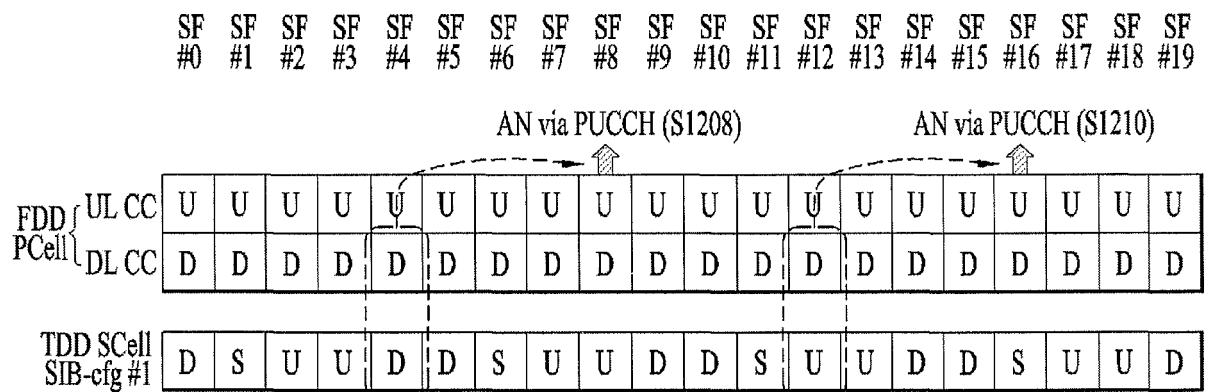 SF SF SF SF SF SF SF SF SF SF SF SF SF SF SF SF SF SF SF SF
#0 #1 #2 #3 #4 #5 #6 #7 #8 #9 #10 #11 #12 #13 #14 #15 #16 #17 #18 #19
AN via PUCCH (S1208) AN via PUCCH (S1210)
FDD PCell
UL CC U U U U U U U U U U U U U U U U U U U U
DL CC D D D D D D D D D D D D D D D D D D D D
TDD SCell
SIB-cfg #1 D S U U D D S U U D D S U U D D S U U D